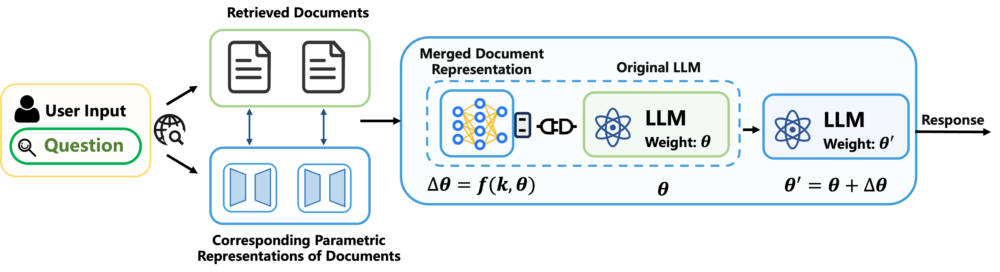 Retrieved Documents
User Input
Question
Corresponding Parametric
Representations of Documents
Merged Document
Representation
Original LLM
LLM
Weight: θ
LLM
Weight: θ′
Δθ = f(k, θ)
θ
θ′ = θ + Δθ
Response